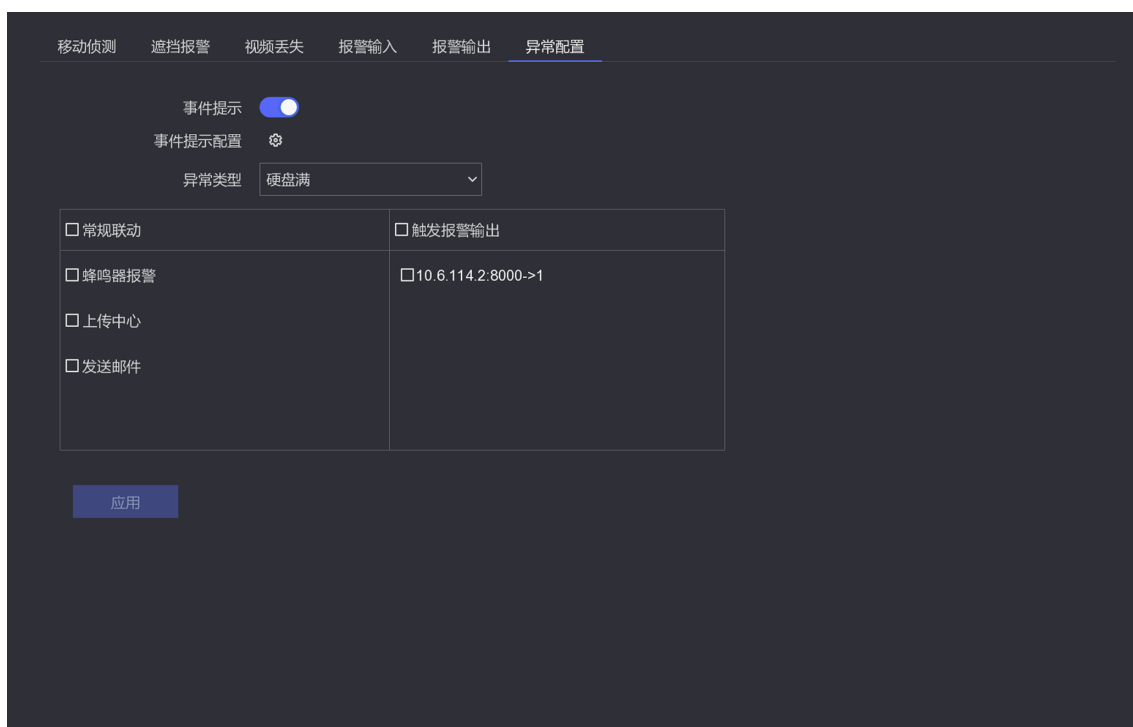 移动侦测 遮挡报警 视频丢失 报警输入 报警输出 异常配置
事件提示
事件提示配置
异常类型 硬盘满
常规联动 触发报警输出
蜂鸣器报警 10.6.114.2:8000->1
上传中心
发送邮件
应用